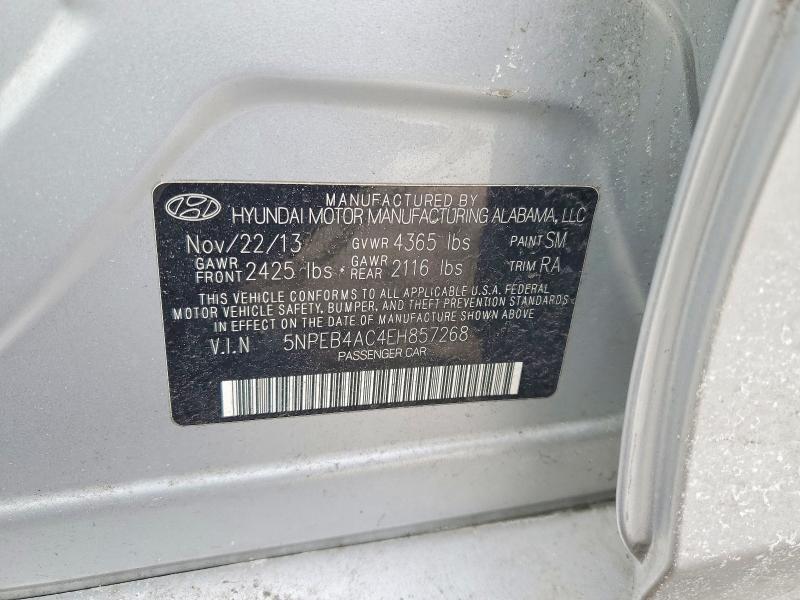 MANUFACTURED BY
HYUNDAI MOTOR MANUFACTURING ALABAMA, LLC
Nov/22/13 GVWR 4365 lbs PAINT SM
GAWR FRONT 2425 lbs GAWR REAR 2116 lbs TRIM RA
THIS VEHICLE CONFORMS TO ALL APPLICABLE U.S.A. FEDERAL
MOTOR VEHICLE SAFETY, BUMPER, AND THEFT PREVENTION STANDARDS
IN EFFECT ON THE DATE OF MANUFACTURE SHOWN ABOVE
V.I.N 5NPEB4AC4EH857268
PASSENGER CAR